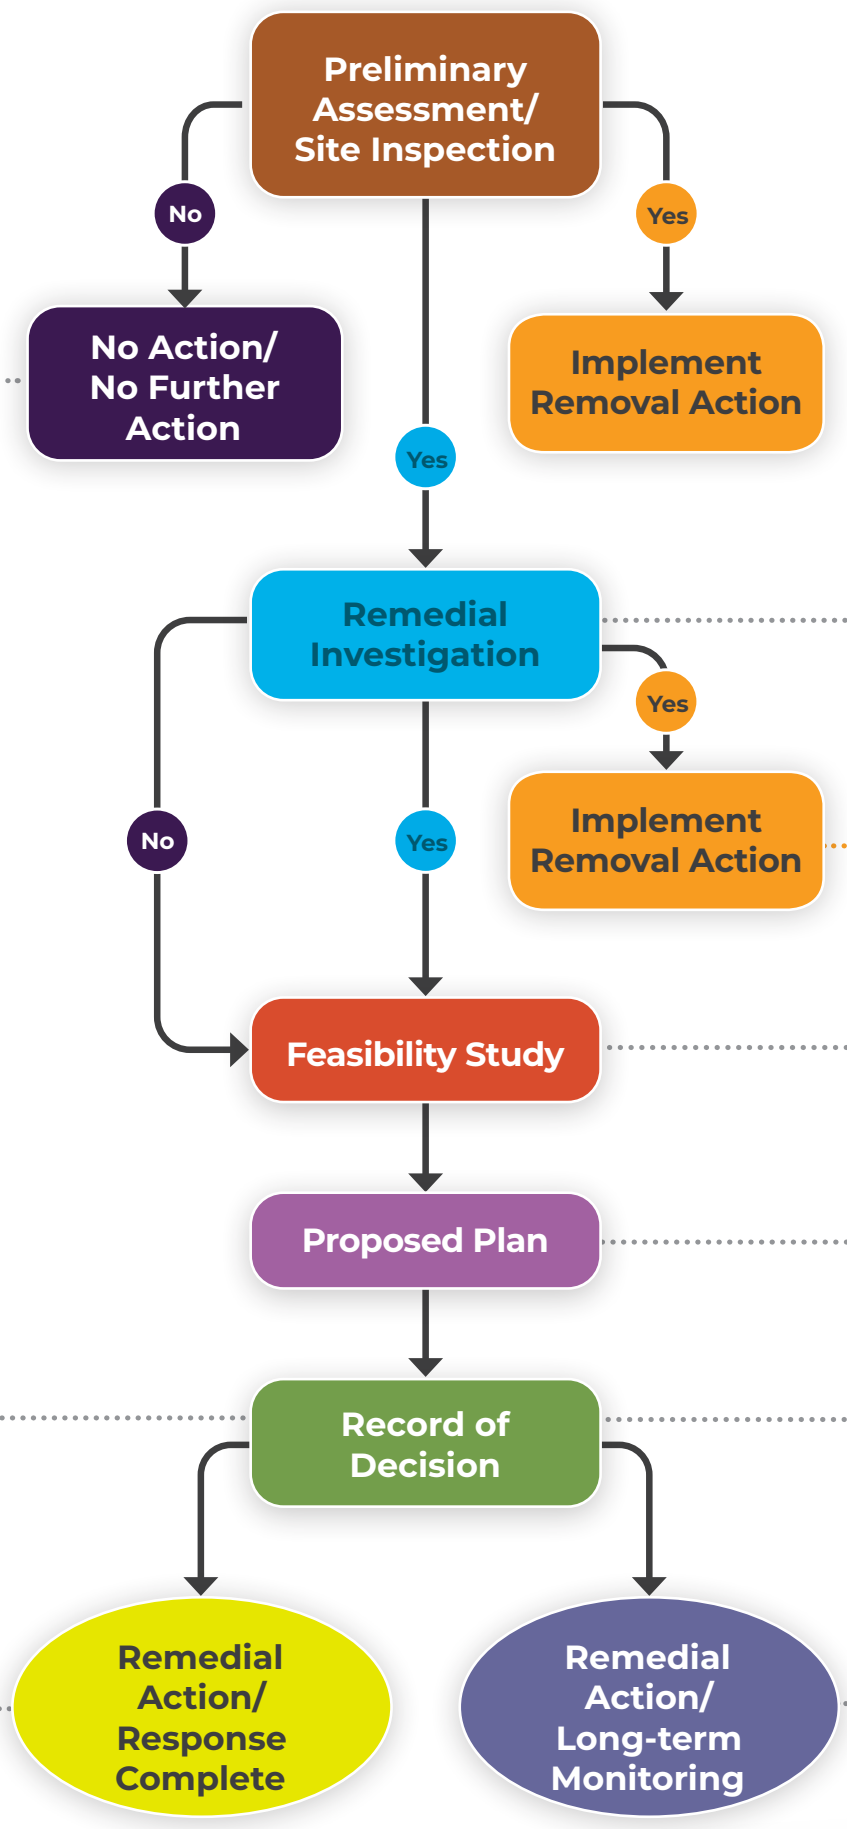 Preliminary
Assessment/
Site Inspection
No
Yes
No Action/
No Further
Action
Implement
Removal Action
Yes
Remedial
Investigation
Yes
Implement
Removal Action
No
Yes
Feasibility Study
Proposed Plan
Record of
Decision
Remedial
Action/
Response
Complete
Remedial
Action/
Long-term
Monitoring